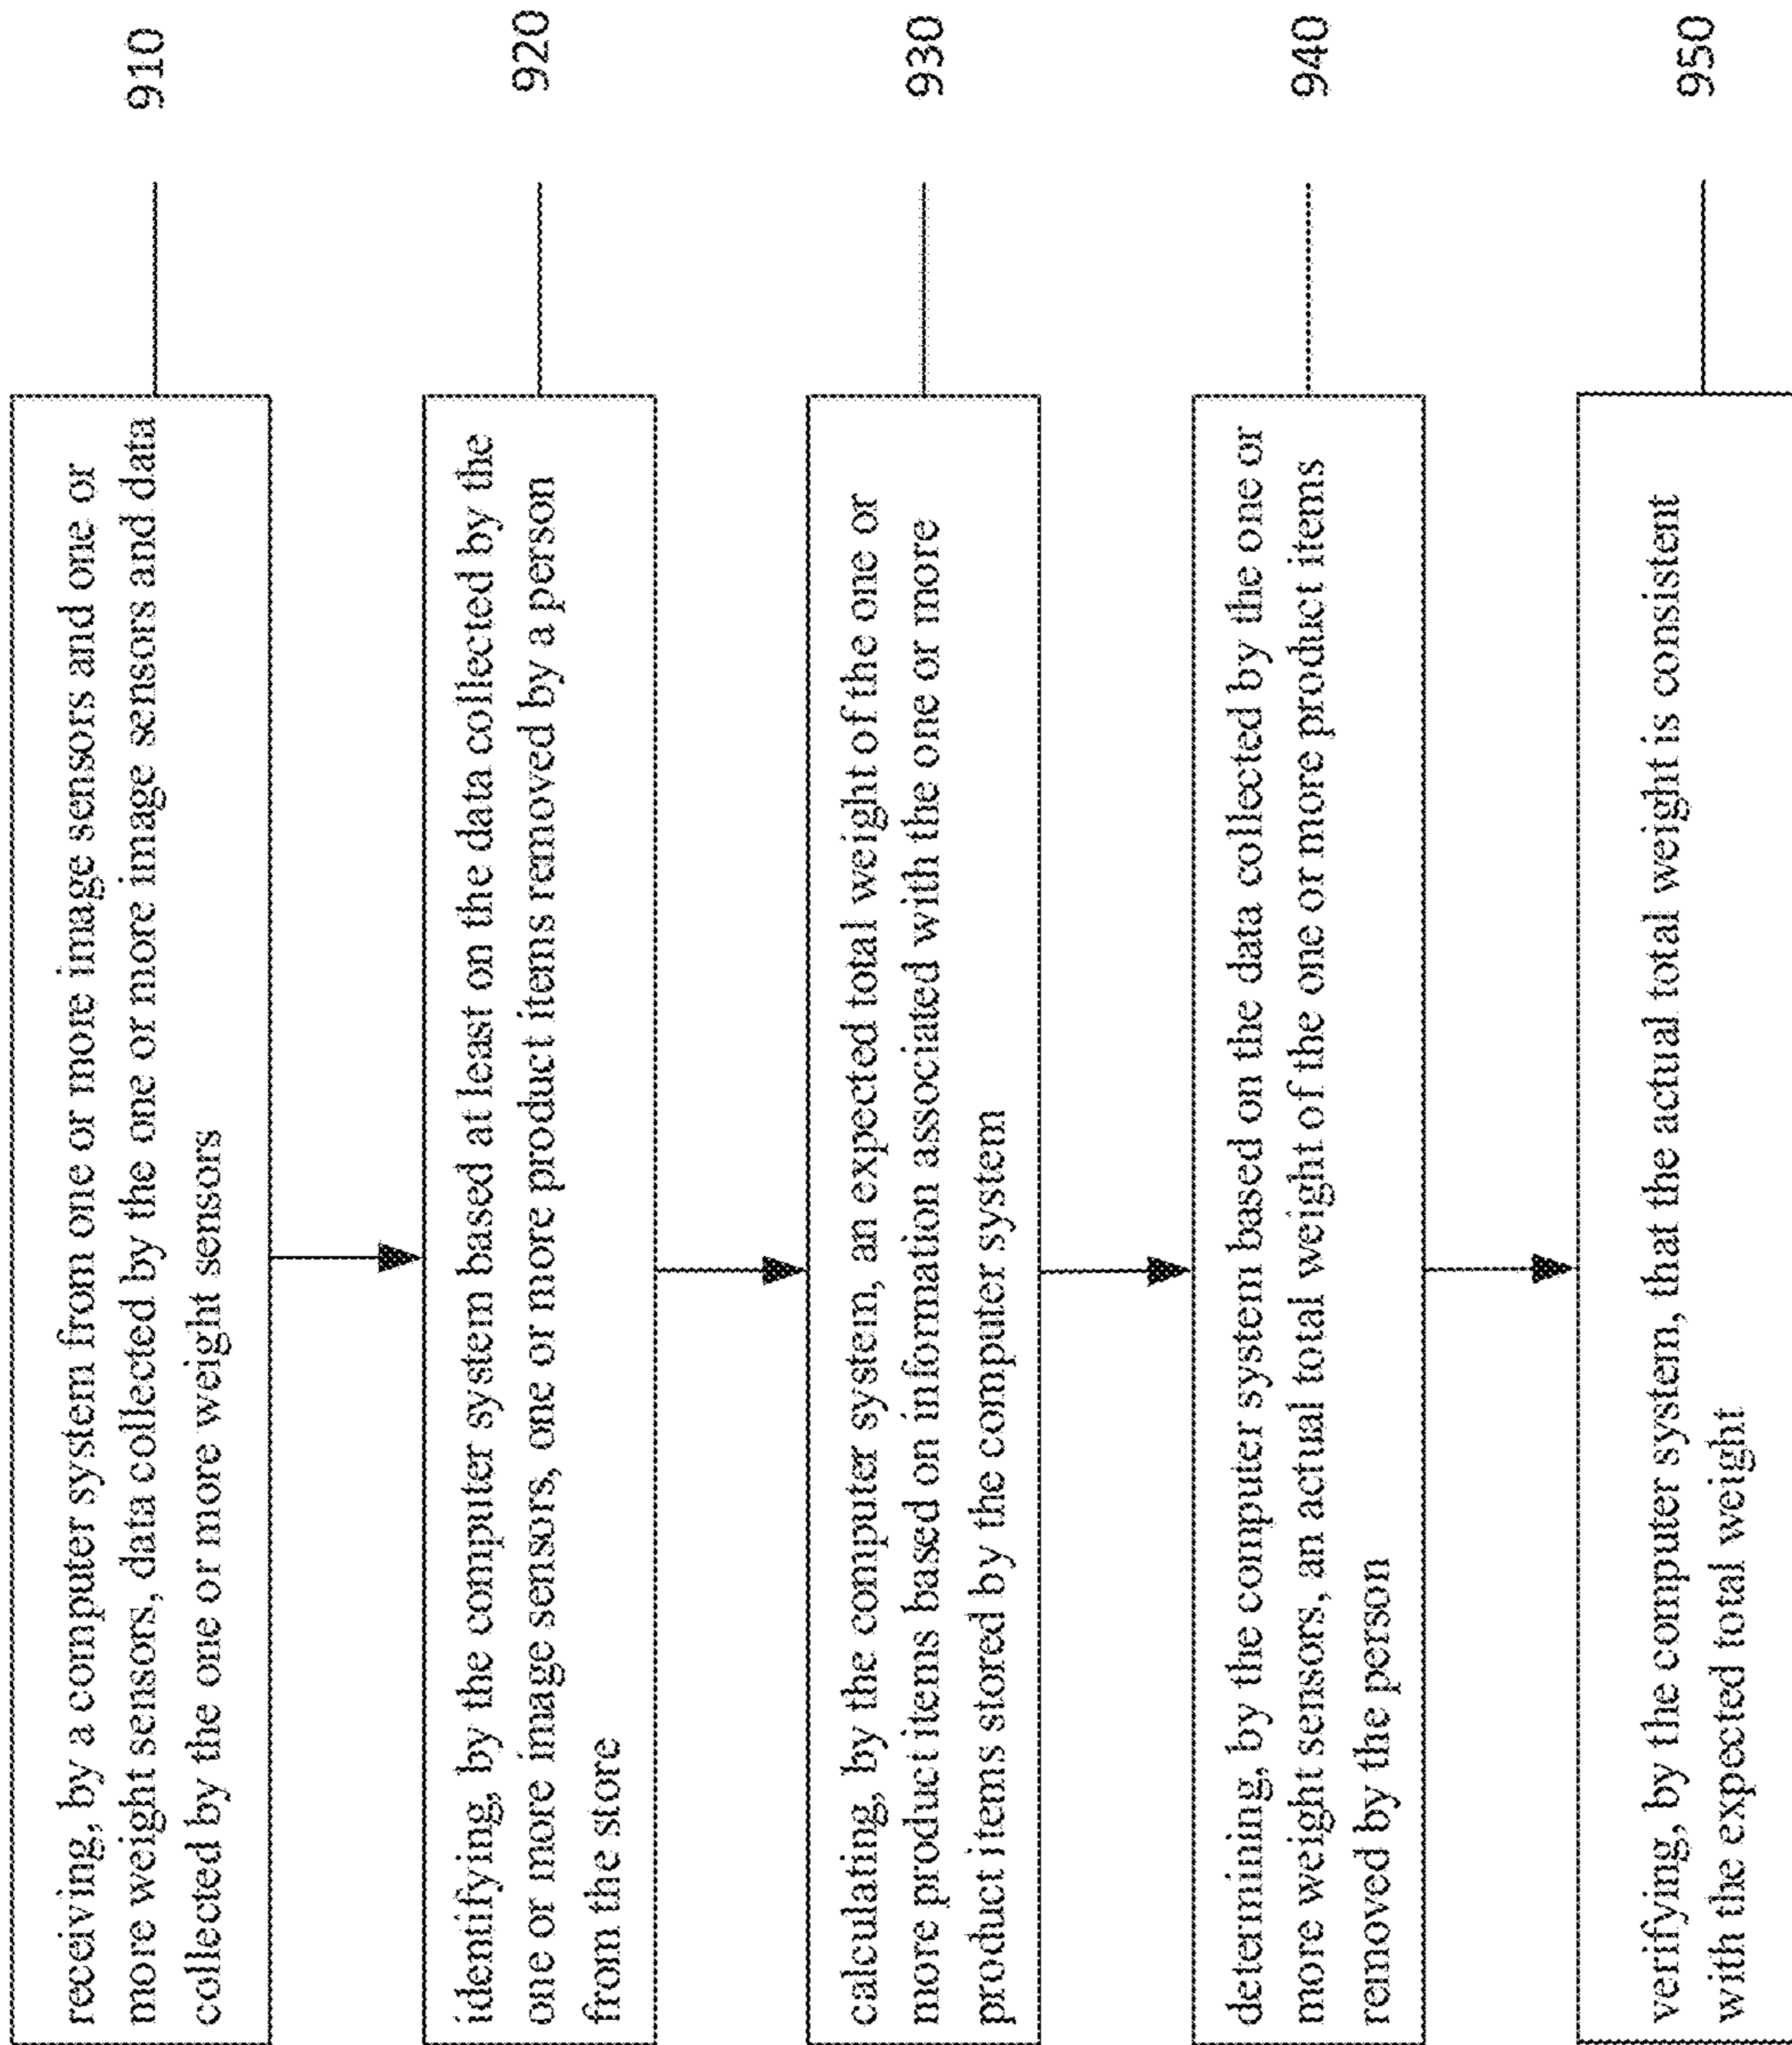 receiving, by a computer system from one or more image sensors and one or
more weight sensors, data collected by the one or more image sensors and data
collected by the one or more weight sensors
910
identifying, by the computer system based at least on the data collected by the
one or more image sensors, one or more product items removed by a person
from the store
920
calculating, by the computer system, an expected total weight of the one or
more product items based on information associated with the one or more
product items stored by the computer system
930
determining, by the computer system based on the data collected by the one or
more weight sensors, an actual total weight of the one or more product items
removed by the person
940
verifying, by the computer system, that the actual total weight is consistent
with the expected total weight
950